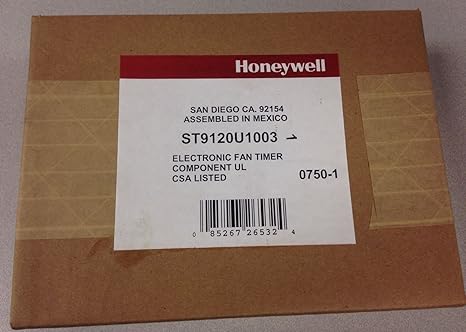 Honeywell
SAN DIEGO CA. 92154
ASSEMBLED IN MEXICO
ST9120U1003 1
ELECTRONIC FAN TIMER
COMPONENT UL
CSA LISTED 0750-1
0 85267 26532 4